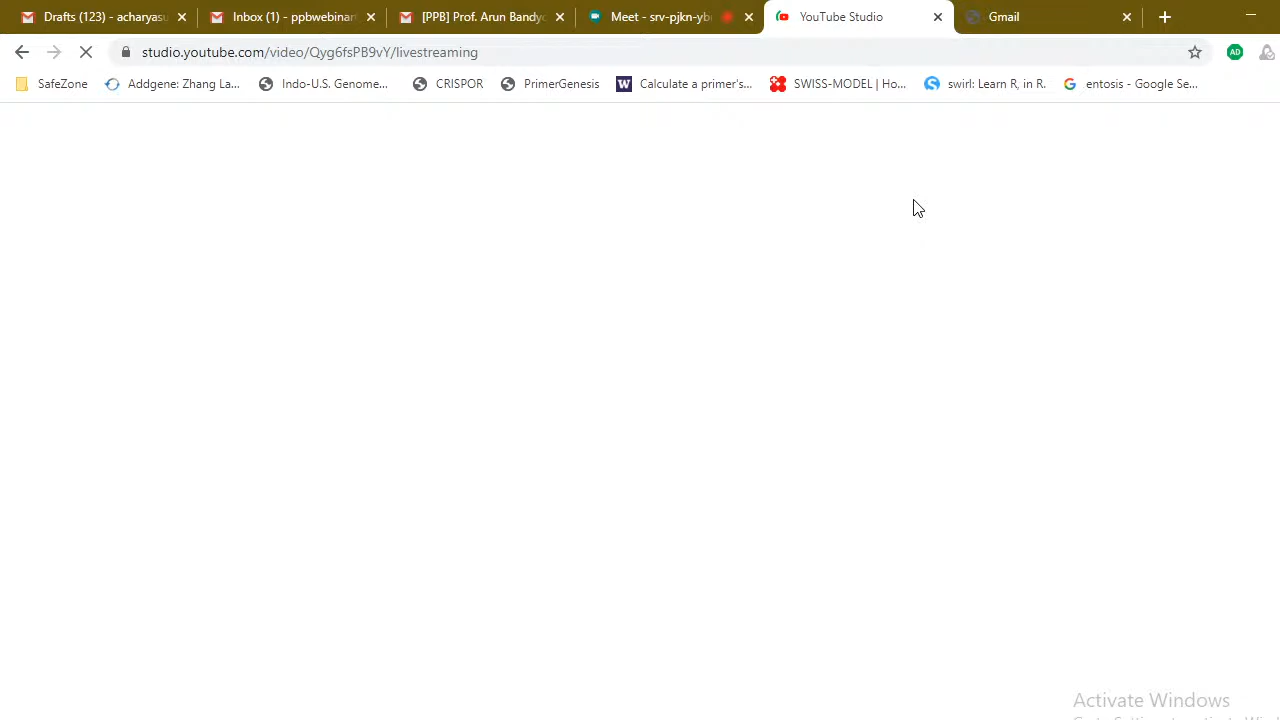 Drafts (123) - acharyasu
Inbox (1) - ppbwebinar
[PPB] Prof. Arun Bandyo
Meet - srv-pjkn-yb
YouTube Studio
Gmail
studio.youtube.com/video/Qyg6fsPB9vY/livestreaming
AD
SafeZone
Addgene: Zhang La...
Indo-U.S. Genome...
CRISPOR
PrimerGenesis
W
Calculate a primer's...
SWISS-MODEL | Ho...
swirl: Learn R, in R.
entosis - Google Se...
Activate Windows